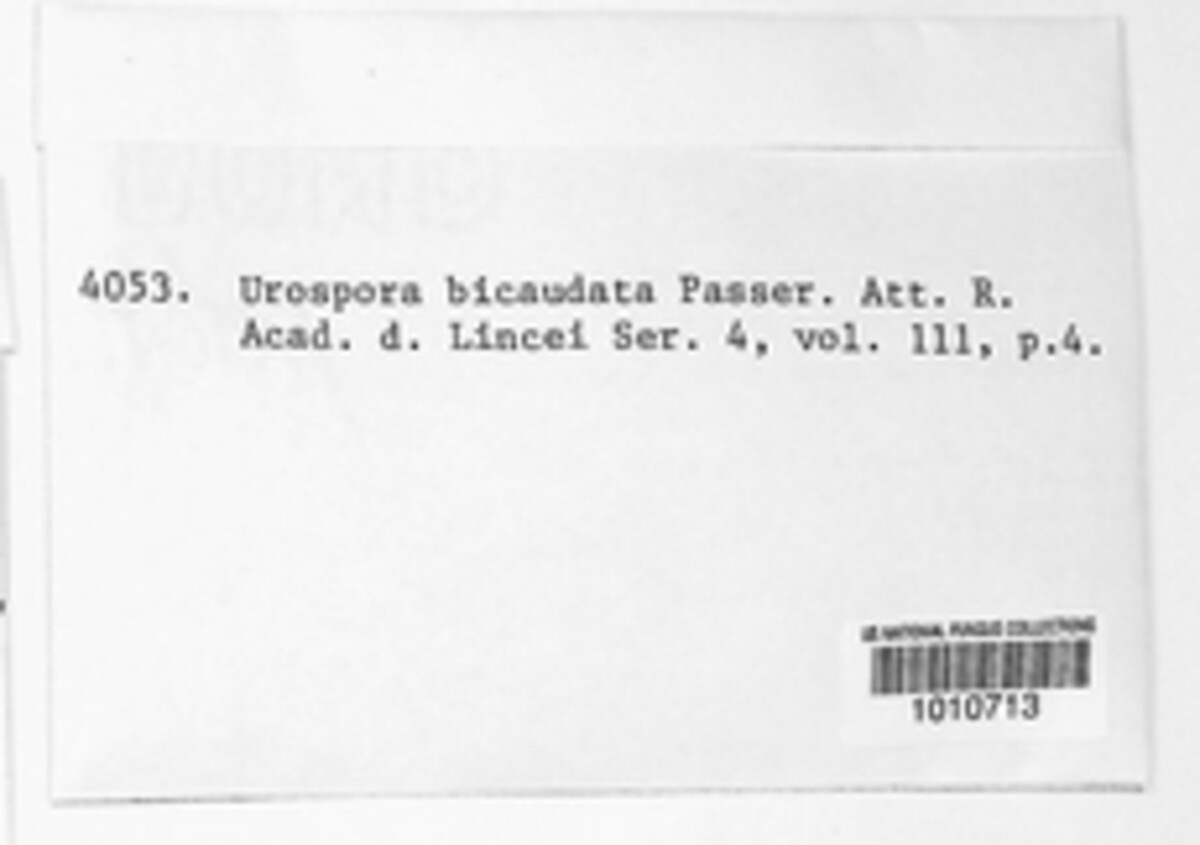 4053. Urospora bicaudata Passer. Att. R.
Acad. d. Lincei Ser. 4, vol. 111, p.4.
US NATIONAL FUNGUS COLLECTIONS
1010713